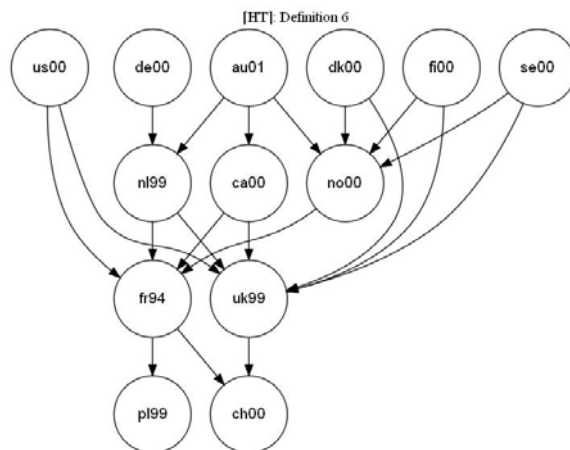 [HT]: Definition 6
us00 de00 au01 dk00 fi00 se00
nl99 ca00 no00
fr94 uk99
pl99 ch00